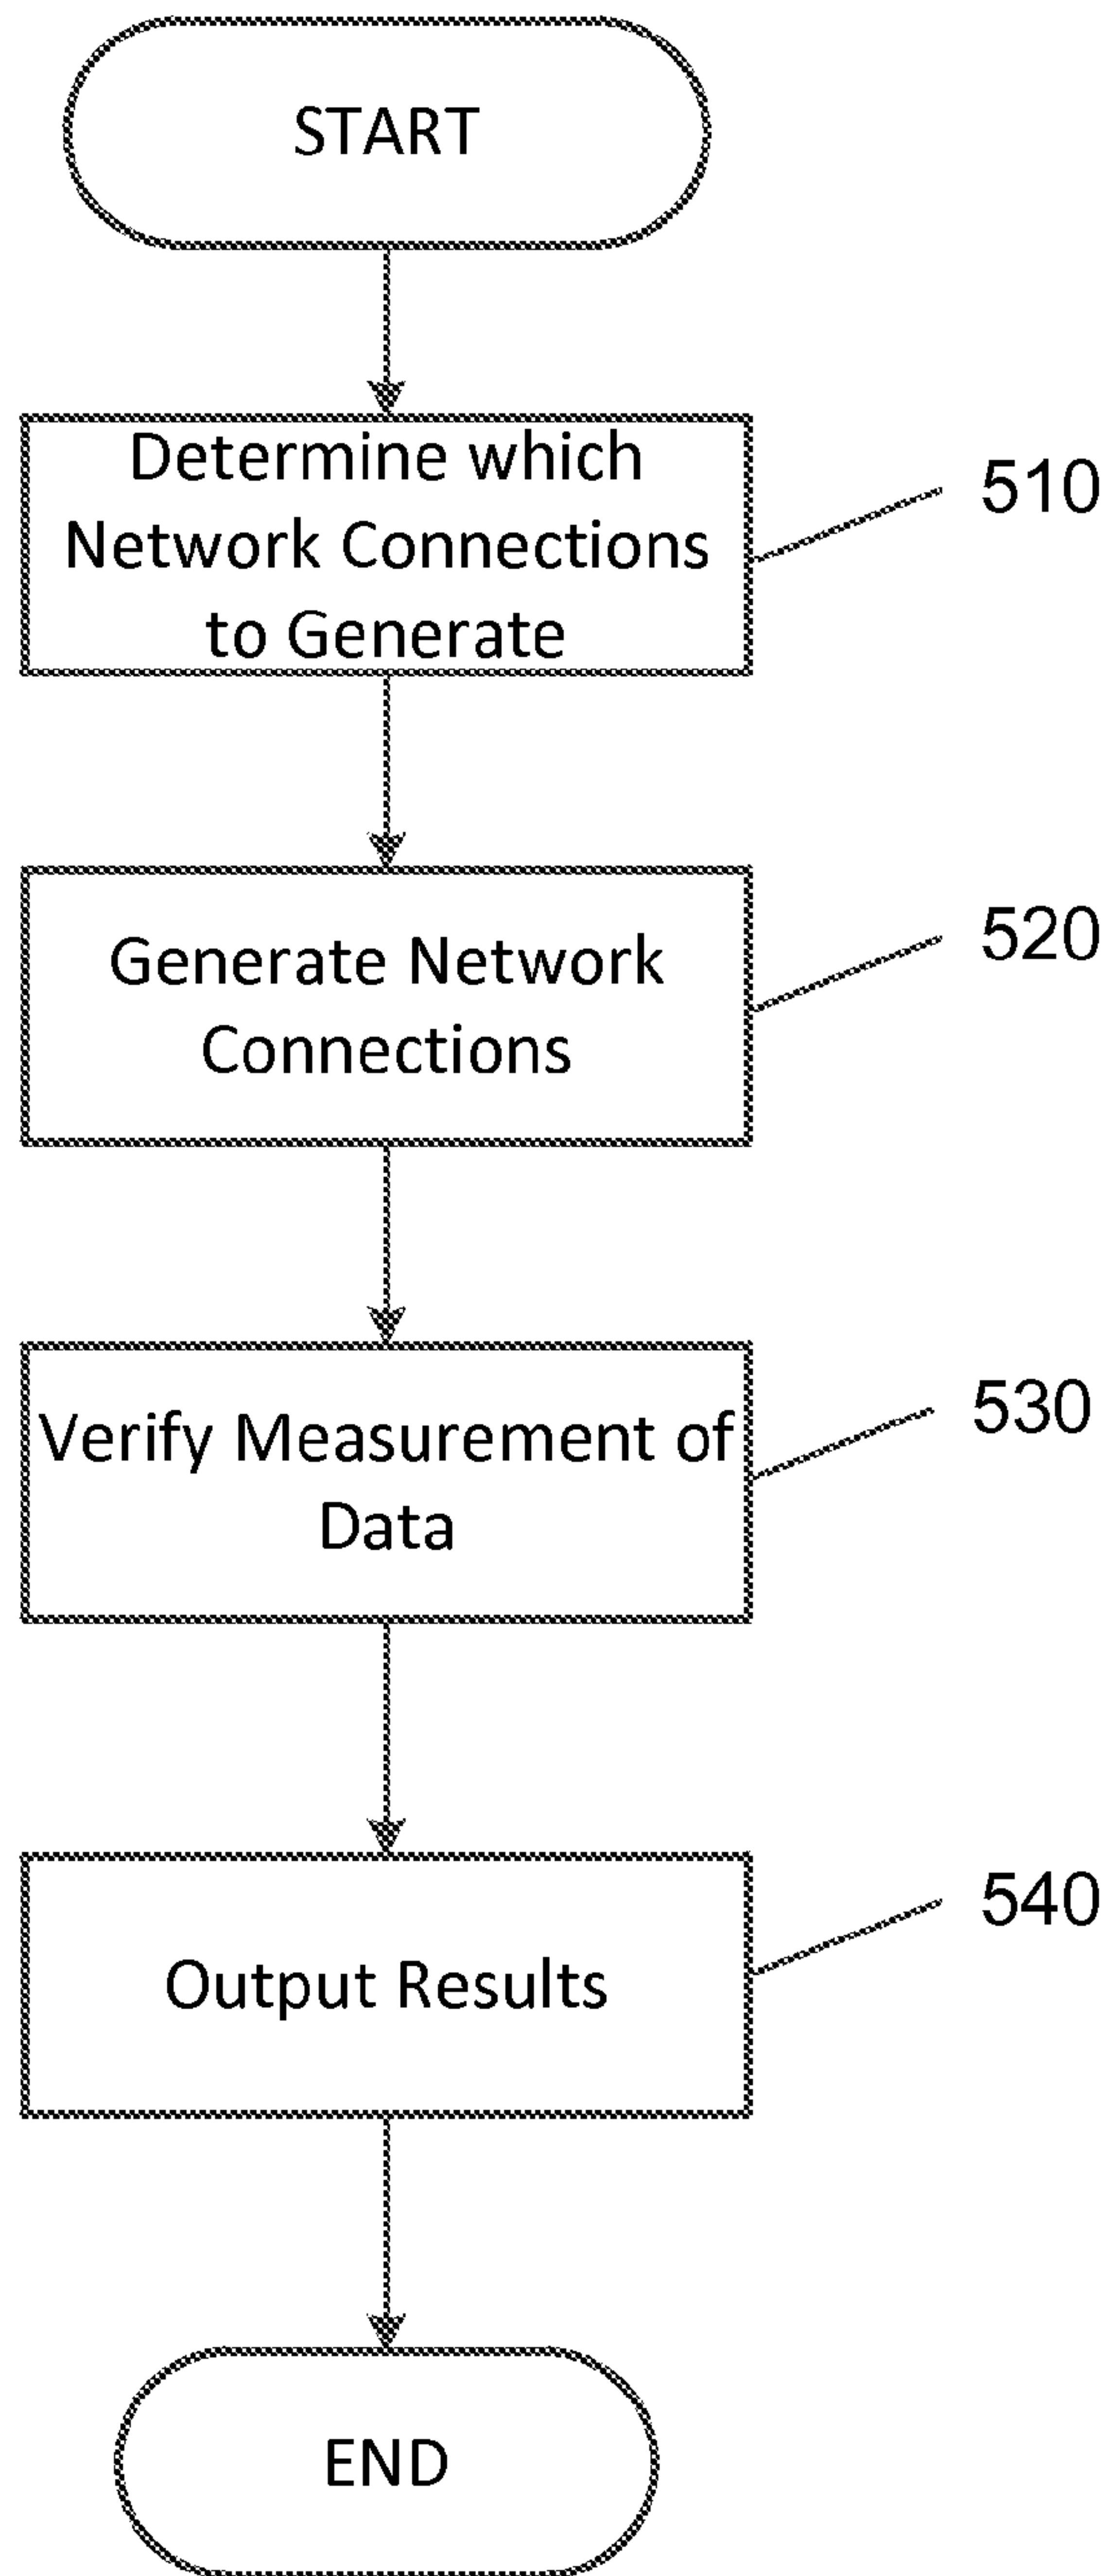 START
Determine which
Network Connections
to Generate
510
Generate Network
Connections
520
Verify Measurement of
Data
530
Output Results
540
END